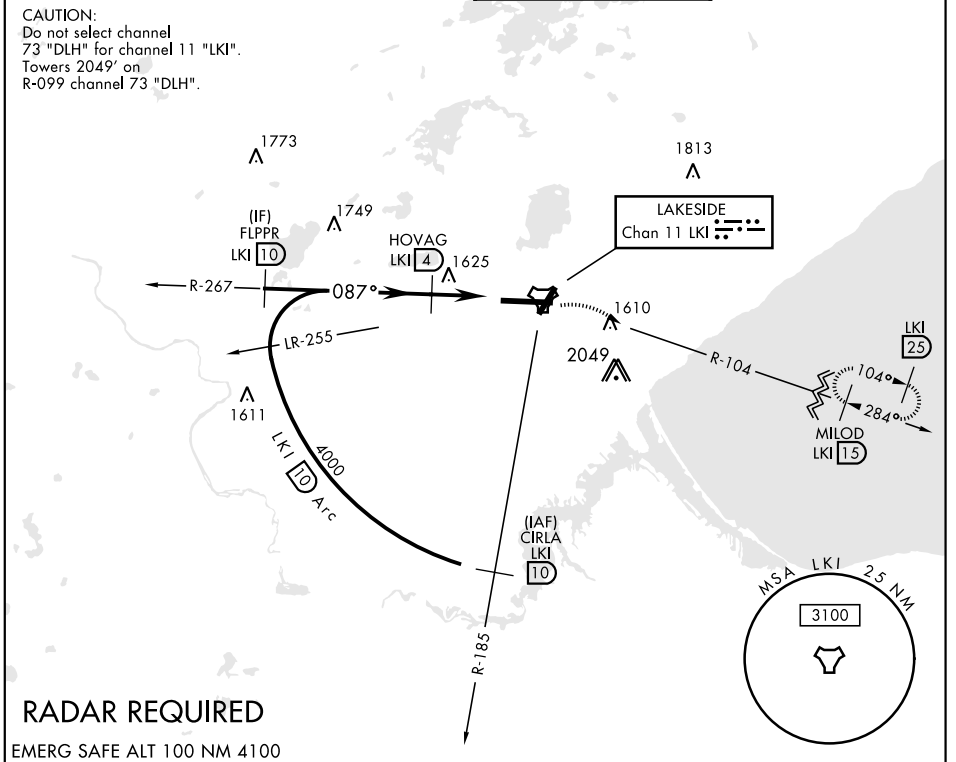 CAUTION:
Do not select channel
73 "DLH" for channel 11 "LKI".
Towers 2049' on
R-099 channel 73 "DLH".
1773
1813
1749
LAKESIDE
Chan 11 LKI
(IF)
FLPPR
LKI 10
HOVAG
LKI 4
1625
R-267
087°
1610
LKI
25
LR-255
2049
R-104
104°
284°
1611
MILOD
LKI 15
4000
LKI 10 Arc
(IAF)
CIRLA
LKI
10
MSA LKI 25 NM
3100
R-185
RADAR REQUIRED
EMERG SAFE ALT 100 NM 4100